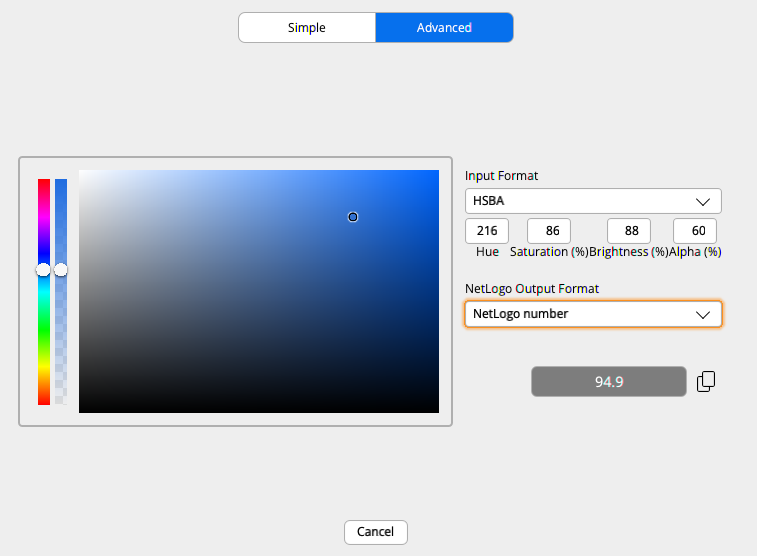 Simple Advanced
Input Format
HSBA
216 86 88 60
Hue Saturation (%)Brightness (%)Alpha (%)
NetLogo Output Format
NetLogo number
94.9
Cancel